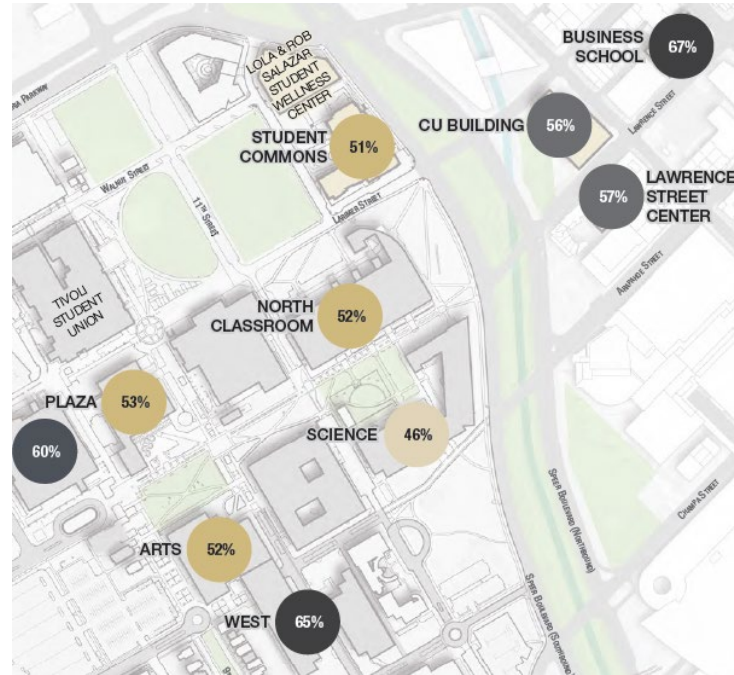 BUSINESS
SCHOOL
67%
LOLA & ROB
SALAZAR
STUDENT
WELLNESS
CENTER
PARKWAY
CU BUILDING
56%
LAWRENCE STREET
STUDENT
COMMONS
51%
WALNUT STREET
11TH STREET
LARIMER STREET
57%
LAWRENCE
STREET
CENTER
ARAPAHOE STREET
TIVOLI
STUDENT
UNION
NORTH
CLASSROOM
52%
PLAZA
53%
60%
SCIENCE
46%
SPEER BOULEVARD (NORTHBOUND)
CHAMPA STREET
ARTS
52%
WEST
65%
SPEER BOULEVARD (SOUTHBOUND